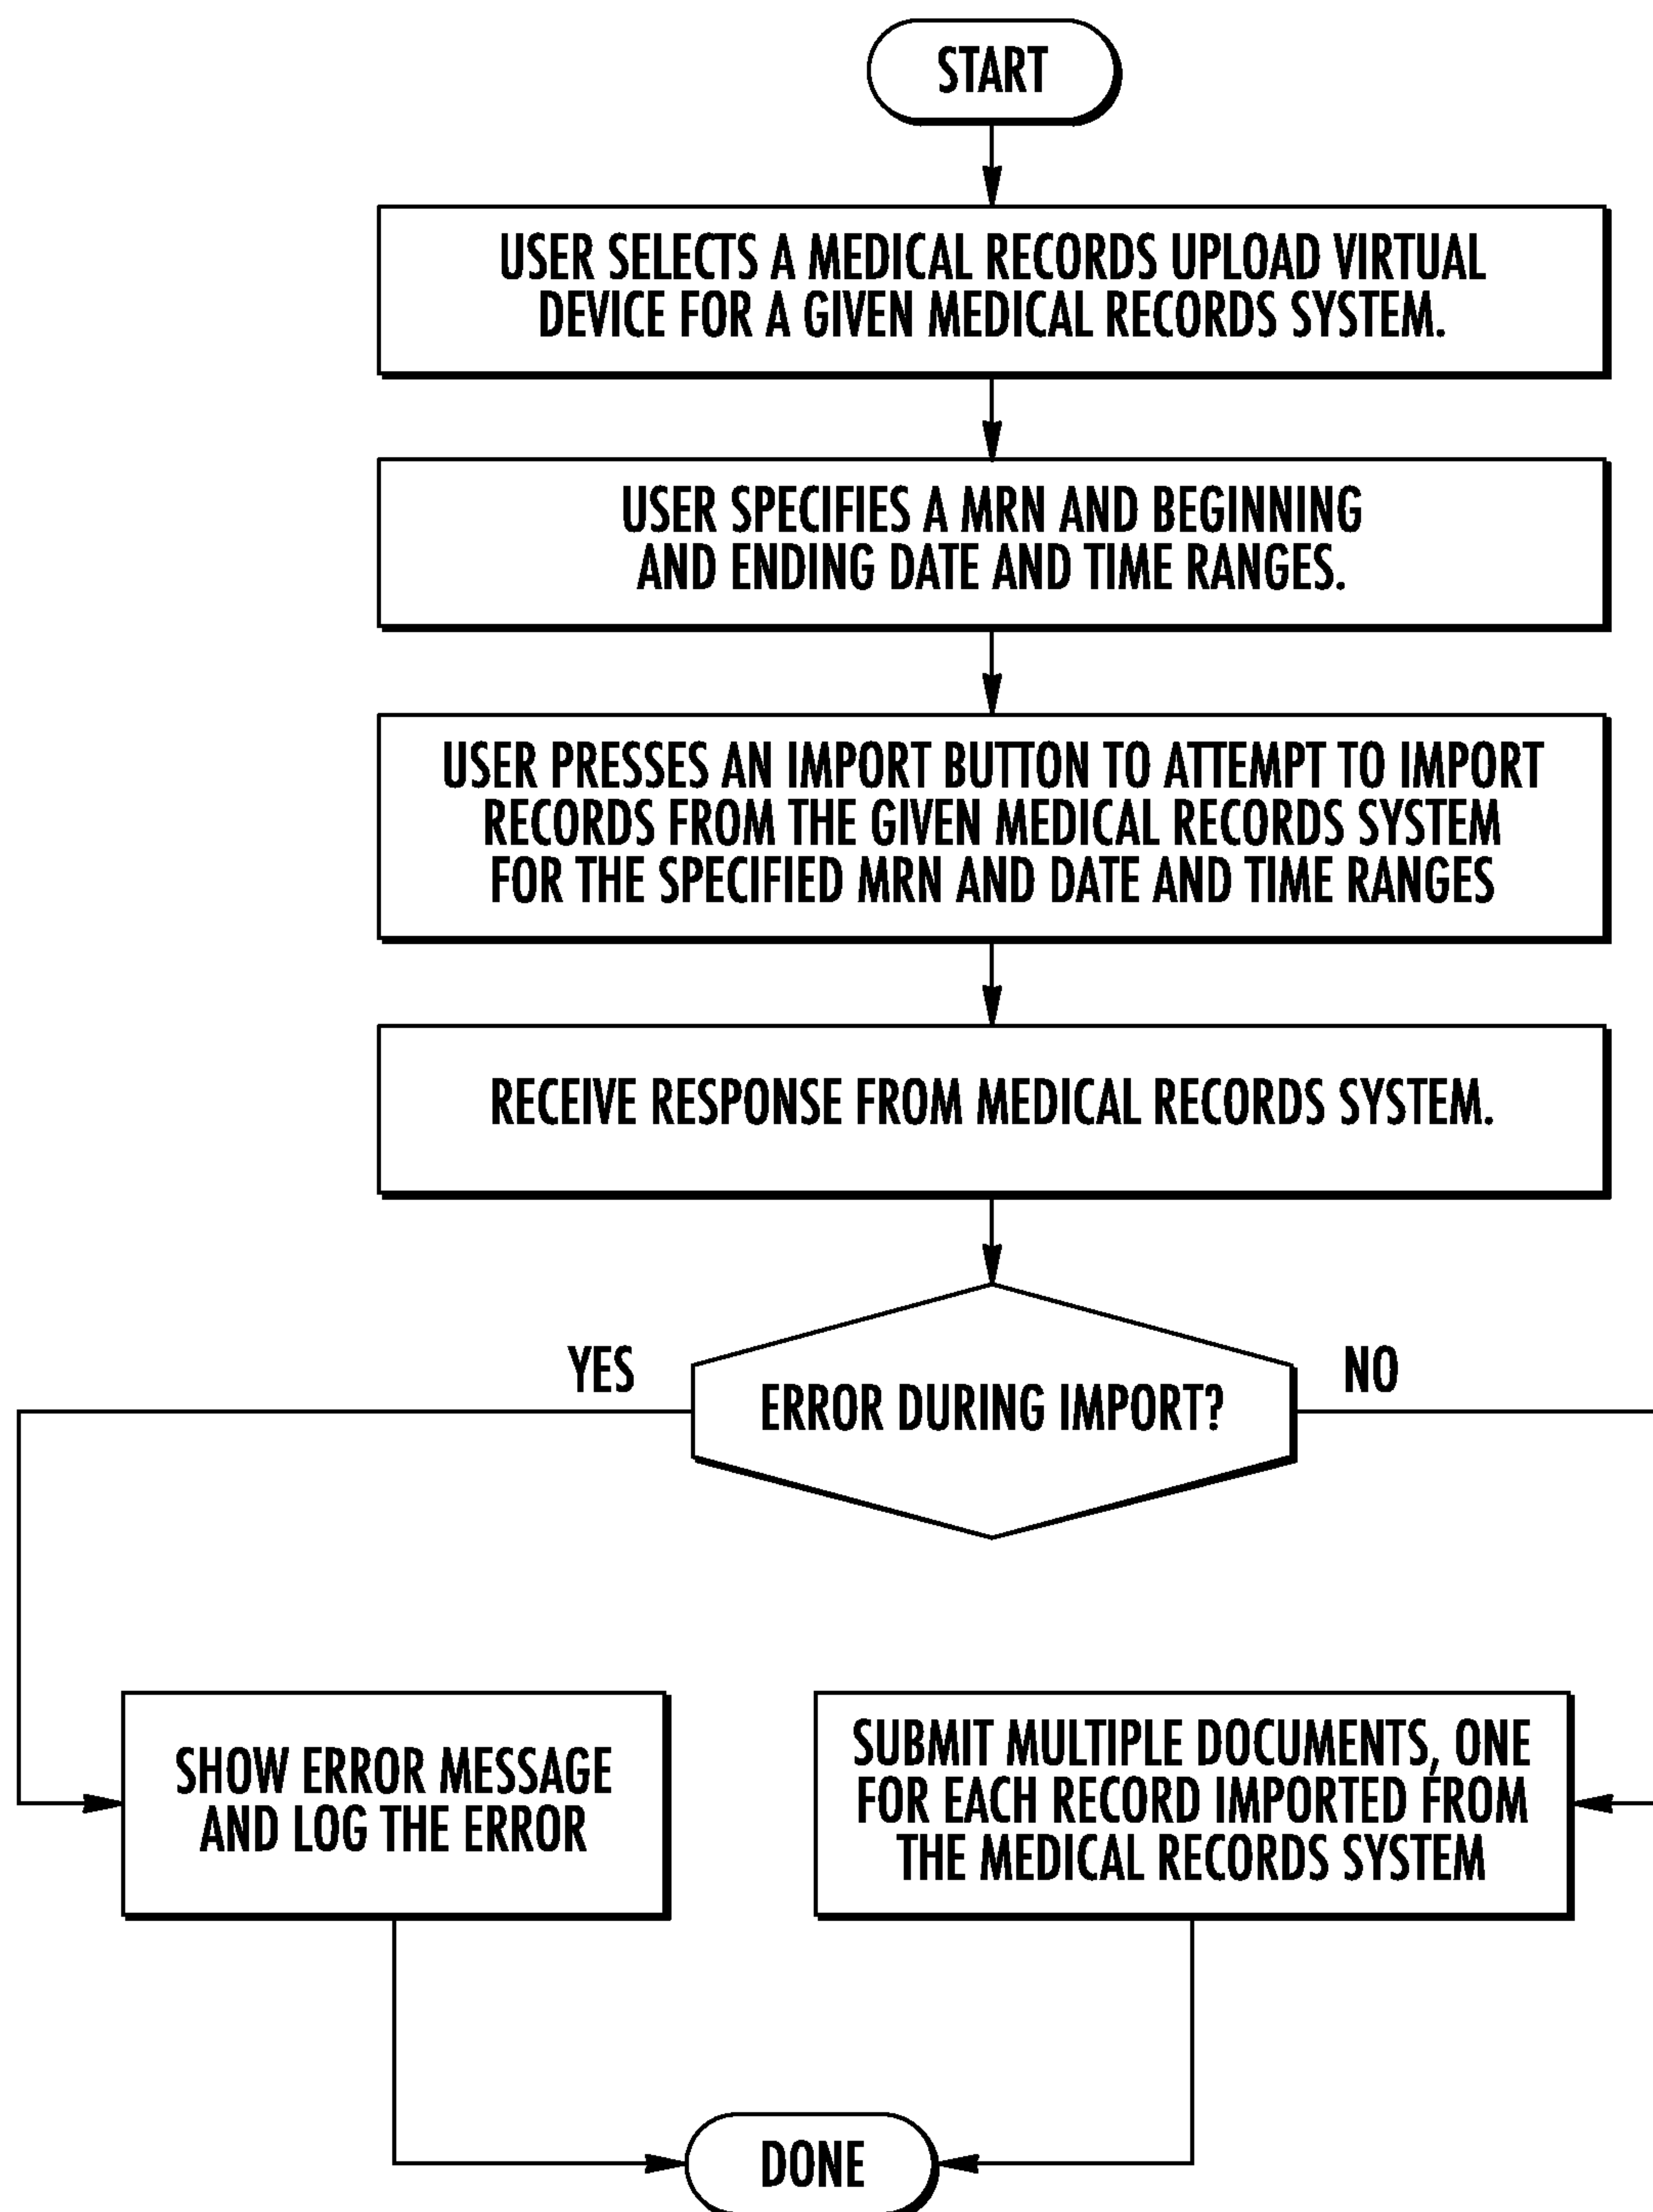 START
USER SELECTS A MEDICAL RECORDS UPLOAD VIRTUAL
DEVICE FOR A GIVEN MEDICAL RECORDS SYSTEM.
USER SPECIFIES A MRN AND BEGINNING
AND ENDING DATE AND TIME RANGES.
USER PRESSES AN IMPORT BUTTON TO ATTEMPT TO IMPORT
RECORDS FROM THE GIVEN MEDICAL RECORDS SYSTEM
FOR THE SPECIFIED MRN AND DATE AND TIME RANGES
RECEIVE RESPONSE FROM MEDICAL RECORDS SYSTEM.
YES
NO
ERROR DURING IMPORT?
SHOW ERROR MESSAGE
AND LOG THE ERROR
SUBMIT MULTIPLE DOCUMENTS, ONE
FOR EACH RECORD IMPORTED FROM
THE MEDICAL RECORDS SYSTEM
DONE